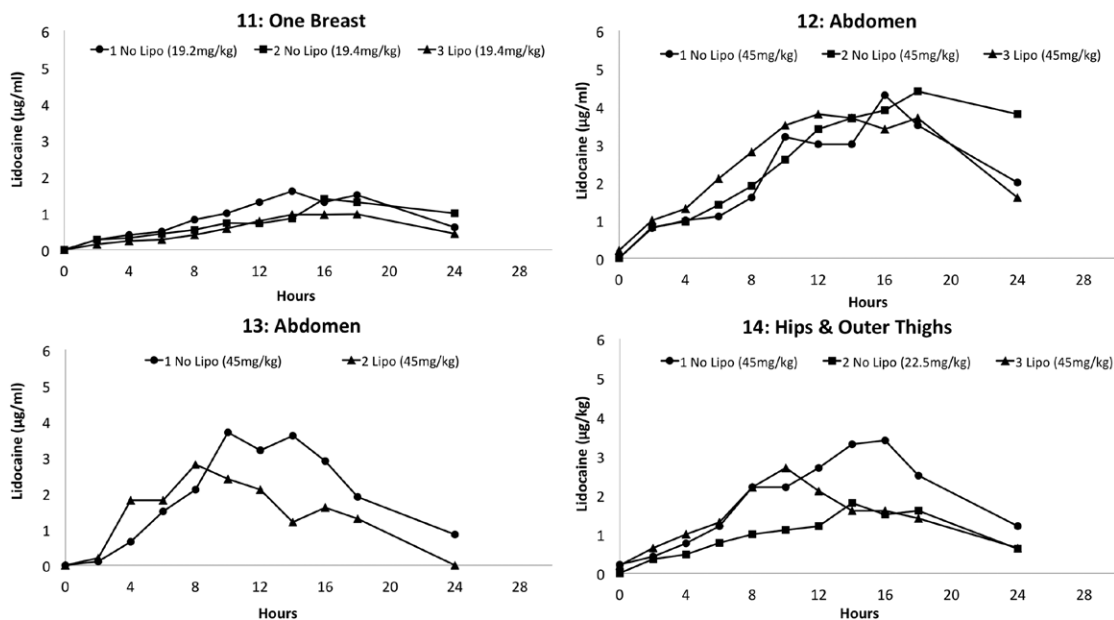 11: One Breast
1 No Lipo (19.2mg/kg) 2 No Lipo (19.4mg/kg) 3 Lipo (19.4mg/kg)
Lidocaine (µg/ml)
6
5
4
3
2
1
0
0 4 8 12 16 20 24 28
Hours
12: Abdomen
1 No Lipo (45mg/kg) 2 No Lipo (45mg/kg) 3 Lipo (45mg/kg)
Lidocaine (µg/ml)
6
5
4
3
2
1
0
0 4 8 12 16 20 24 28
Hours
13: Abdomen
1 No Lipo (45mg/kg) 2 Lipo (45mg/kg)
Lidocaine (µg/ml)
6
5
4
3
2
1
0
0 4 8 12 16 20 24 28
Hours
14: Hips & Outer Thighs
1 No Lipo (45mg/kg) 2 No Lipo (22.5mg/kg) 3 Lipo (45mg/kg)
Lidocaine (µg/kg)
6
5
4
3
2
1
0
0 4 8 12 16 20 24 28
Hours